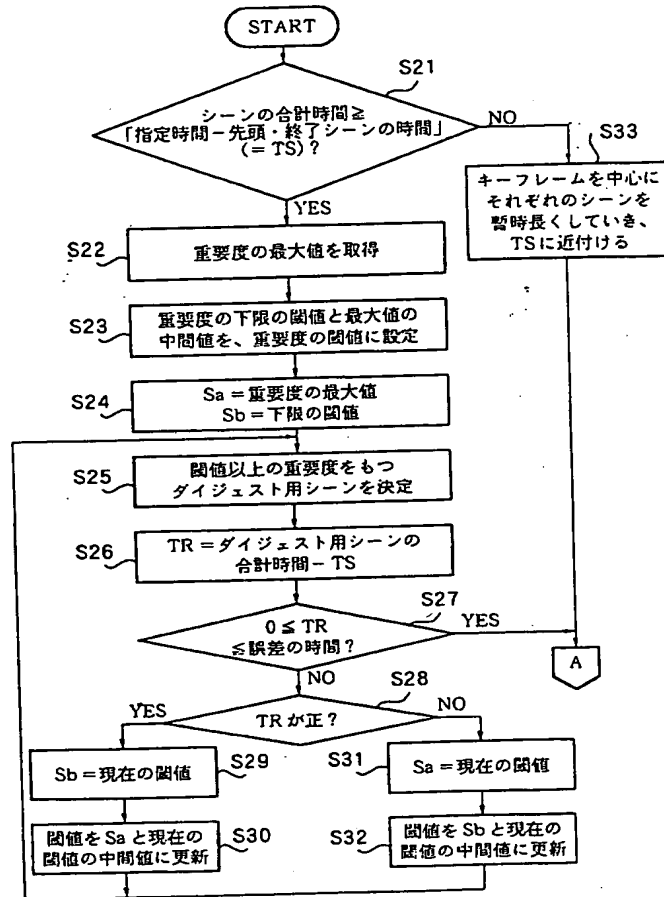 START
S21
シーンの合計時間≧
「指定時間−先頭・終了シーンの時間」
(=TS)?
NO
S33
キーフレームを中心に
それぞれのシーンを
暫時長くしていき、
TSに近付ける
YES
S22
重要度の最大値を取得
S23
重要度の下限の閾値と最大値の
中間値を、重要度の閾値に設定
S24
Sa=重要度の最大値
Sb=下限の閾値
S25
閾値以上の重要度をもつ
ダイジェスト用シーンを決定
S26
TR=ダイジェスト用シーンの
合計時間−TS
S27
0≦TR
≦誤差の時間?
YES
A
NO
S28
YES
TRが正?
NO
Sb=現在の閾値
S29
S31
Sa=現在の閾値
閾値をSaと現在の
閾値の中間値に更新
S30
S32
閾値をSbと現在の
閾値の中間値に更新